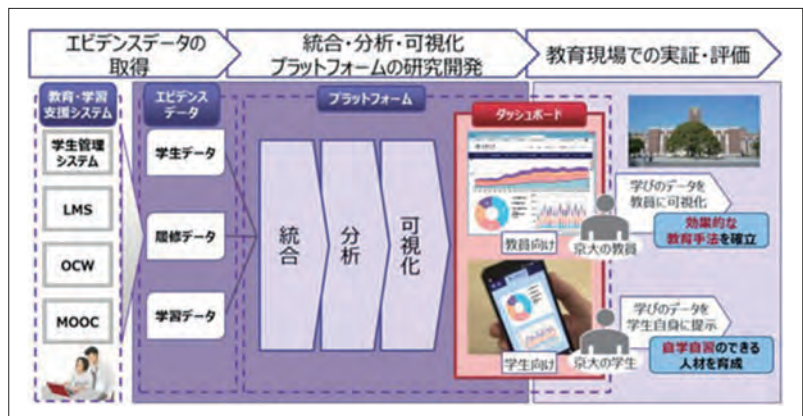 エビデンスデータの
取得
統合・分析・可視化
プラットフォームの研究開発
教育現場での実証・評価
教育・学習
支援システム
学生管理
システム
LMS
OCW
MOOC
エビデンス
データ
学生データ
履修データ
学習データ
プラットフォーム
統合
分析
可視化
ダッシュボード
教員向け
学生向け
京大の教員
京大の学生
学びのデータを
教員に可視化
効果的な
教育手法を確立
学びのデータを
学生自身に提示
自学自習のできる
人材を育成